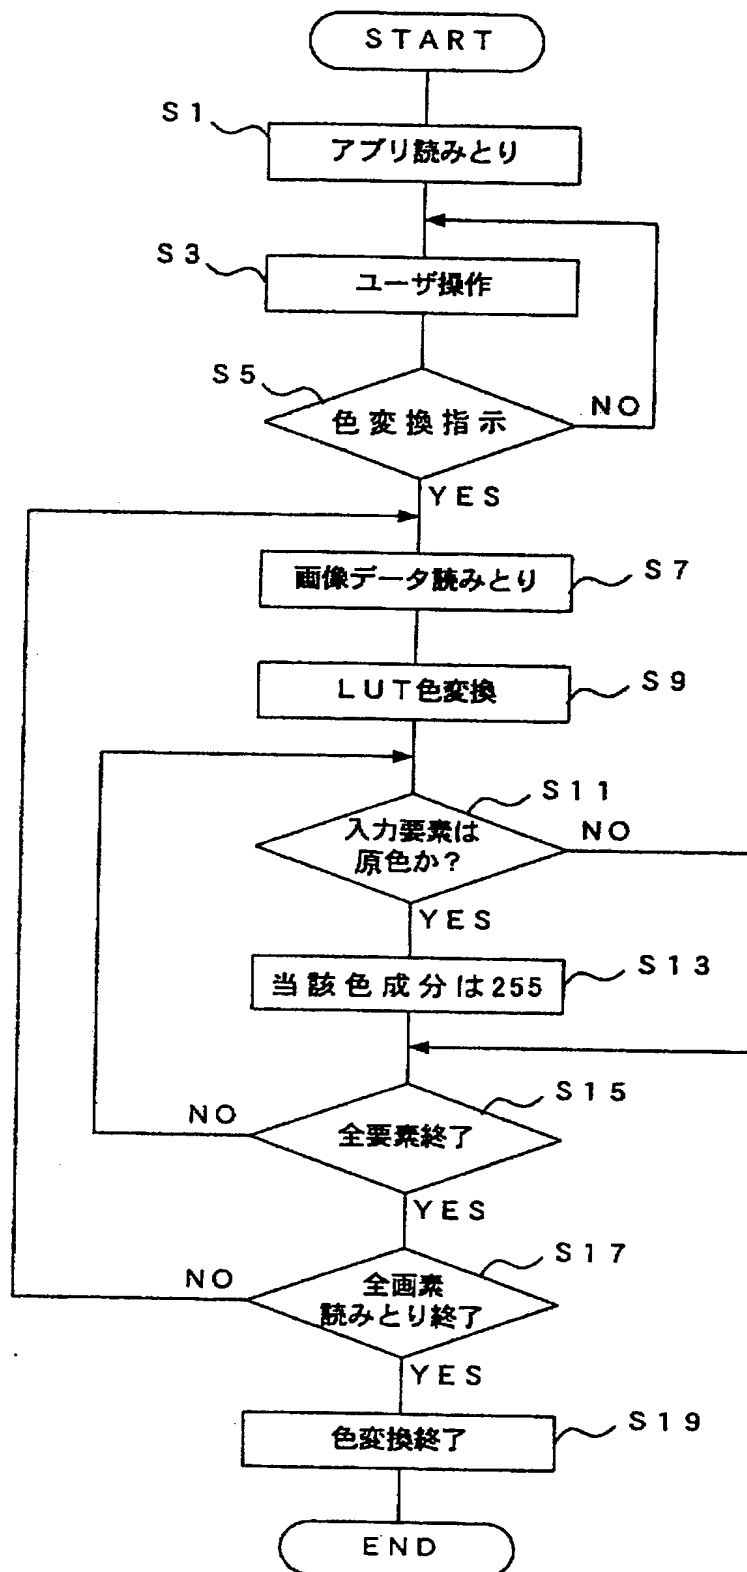 START
S1
アプリ読みとり
S3
ユーザ操作
S5
色変換指示
NO
YES
画像データ読みとり
S7
LUT色変換
S9
S11
入力要素は
原色か？
NO
YES
当該色成分は255
S13
S15
全要素終了
NO
YES
S17
全画素
読みとり終了
NO
YES
色変換終了
S19
END